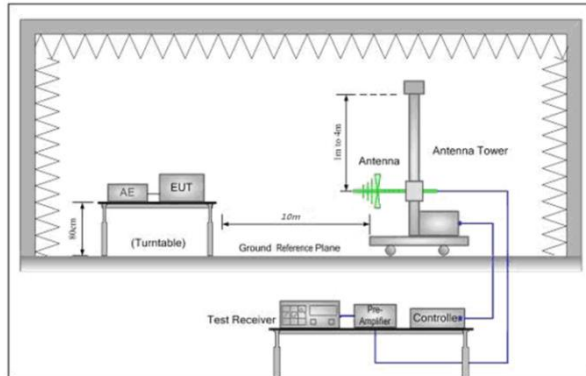 1m to 4m
Antenna
Antenna Tower
AE
EUT
10m
80cm
(Turntable)
Ground Reference Plane
Test Receiver
Pre-
Amplifier
Controller